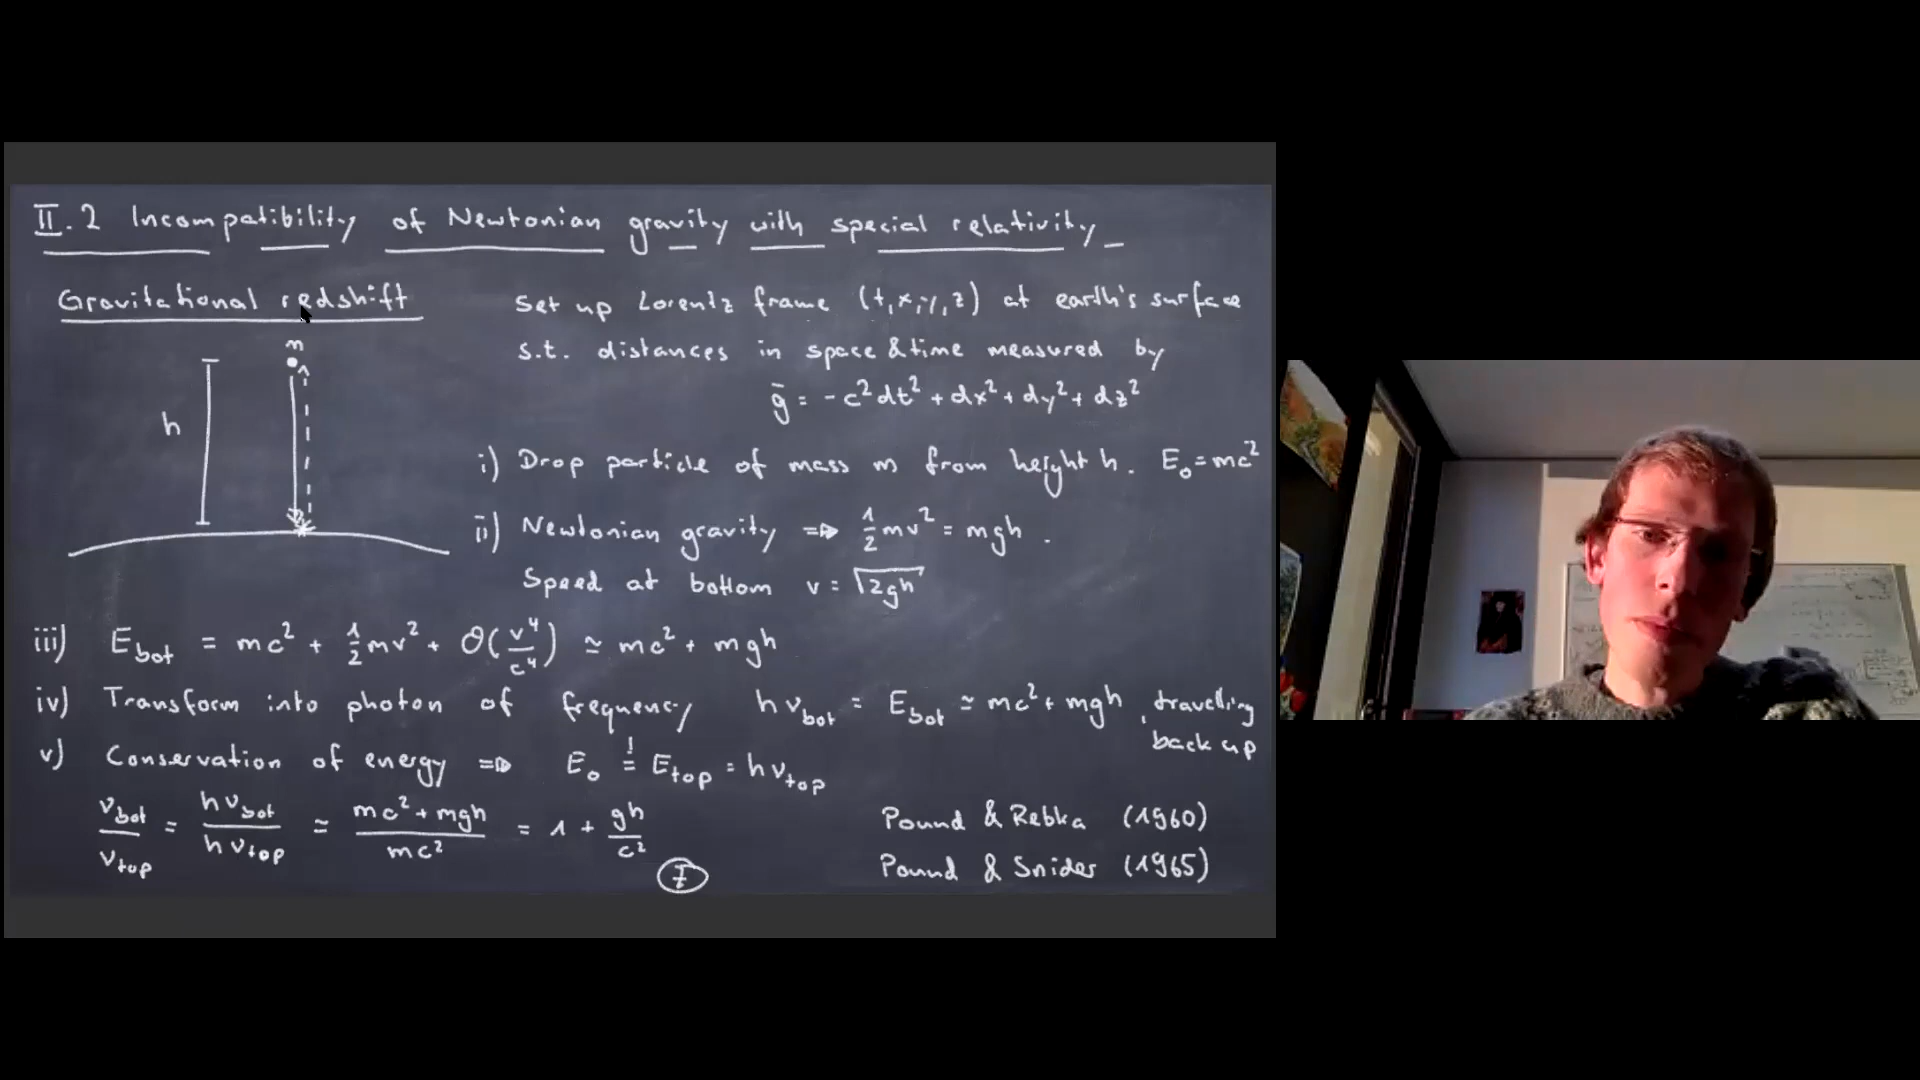 II.2 Incompatibility of Newtonian gravity with special relativity
Gravitational redshift
m
h
Set up Lorentz frame (t,x,y,z) at earth's surface
s.t. distances in space & time measured by
ḡ = -c²dt² + dx² + dy² + dz²
i) Drop particle of mass m from height h. E₀ = mc²
ii) Newtonian gravity ⇒ ½mv² = mgh.
Speed at bottom v = √2gh
iii) E_bot = mc² + ½mv² + O(v⁴/c⁴) ≃ mc² + mgh
iv) Transform into photon of frequency hν_bot = E_bot ≃ mc² + mgh, travelling
back up
v) Conservation of energy ⇒ E₀ =! E_top = hν_top
ν_bot/ν_top = hν_bot/hν_top ≃ (mc² + mgh)/mc² = 1 + gh/c²
I
Pound & Rebka (1960)
Pound & Snider (1965)